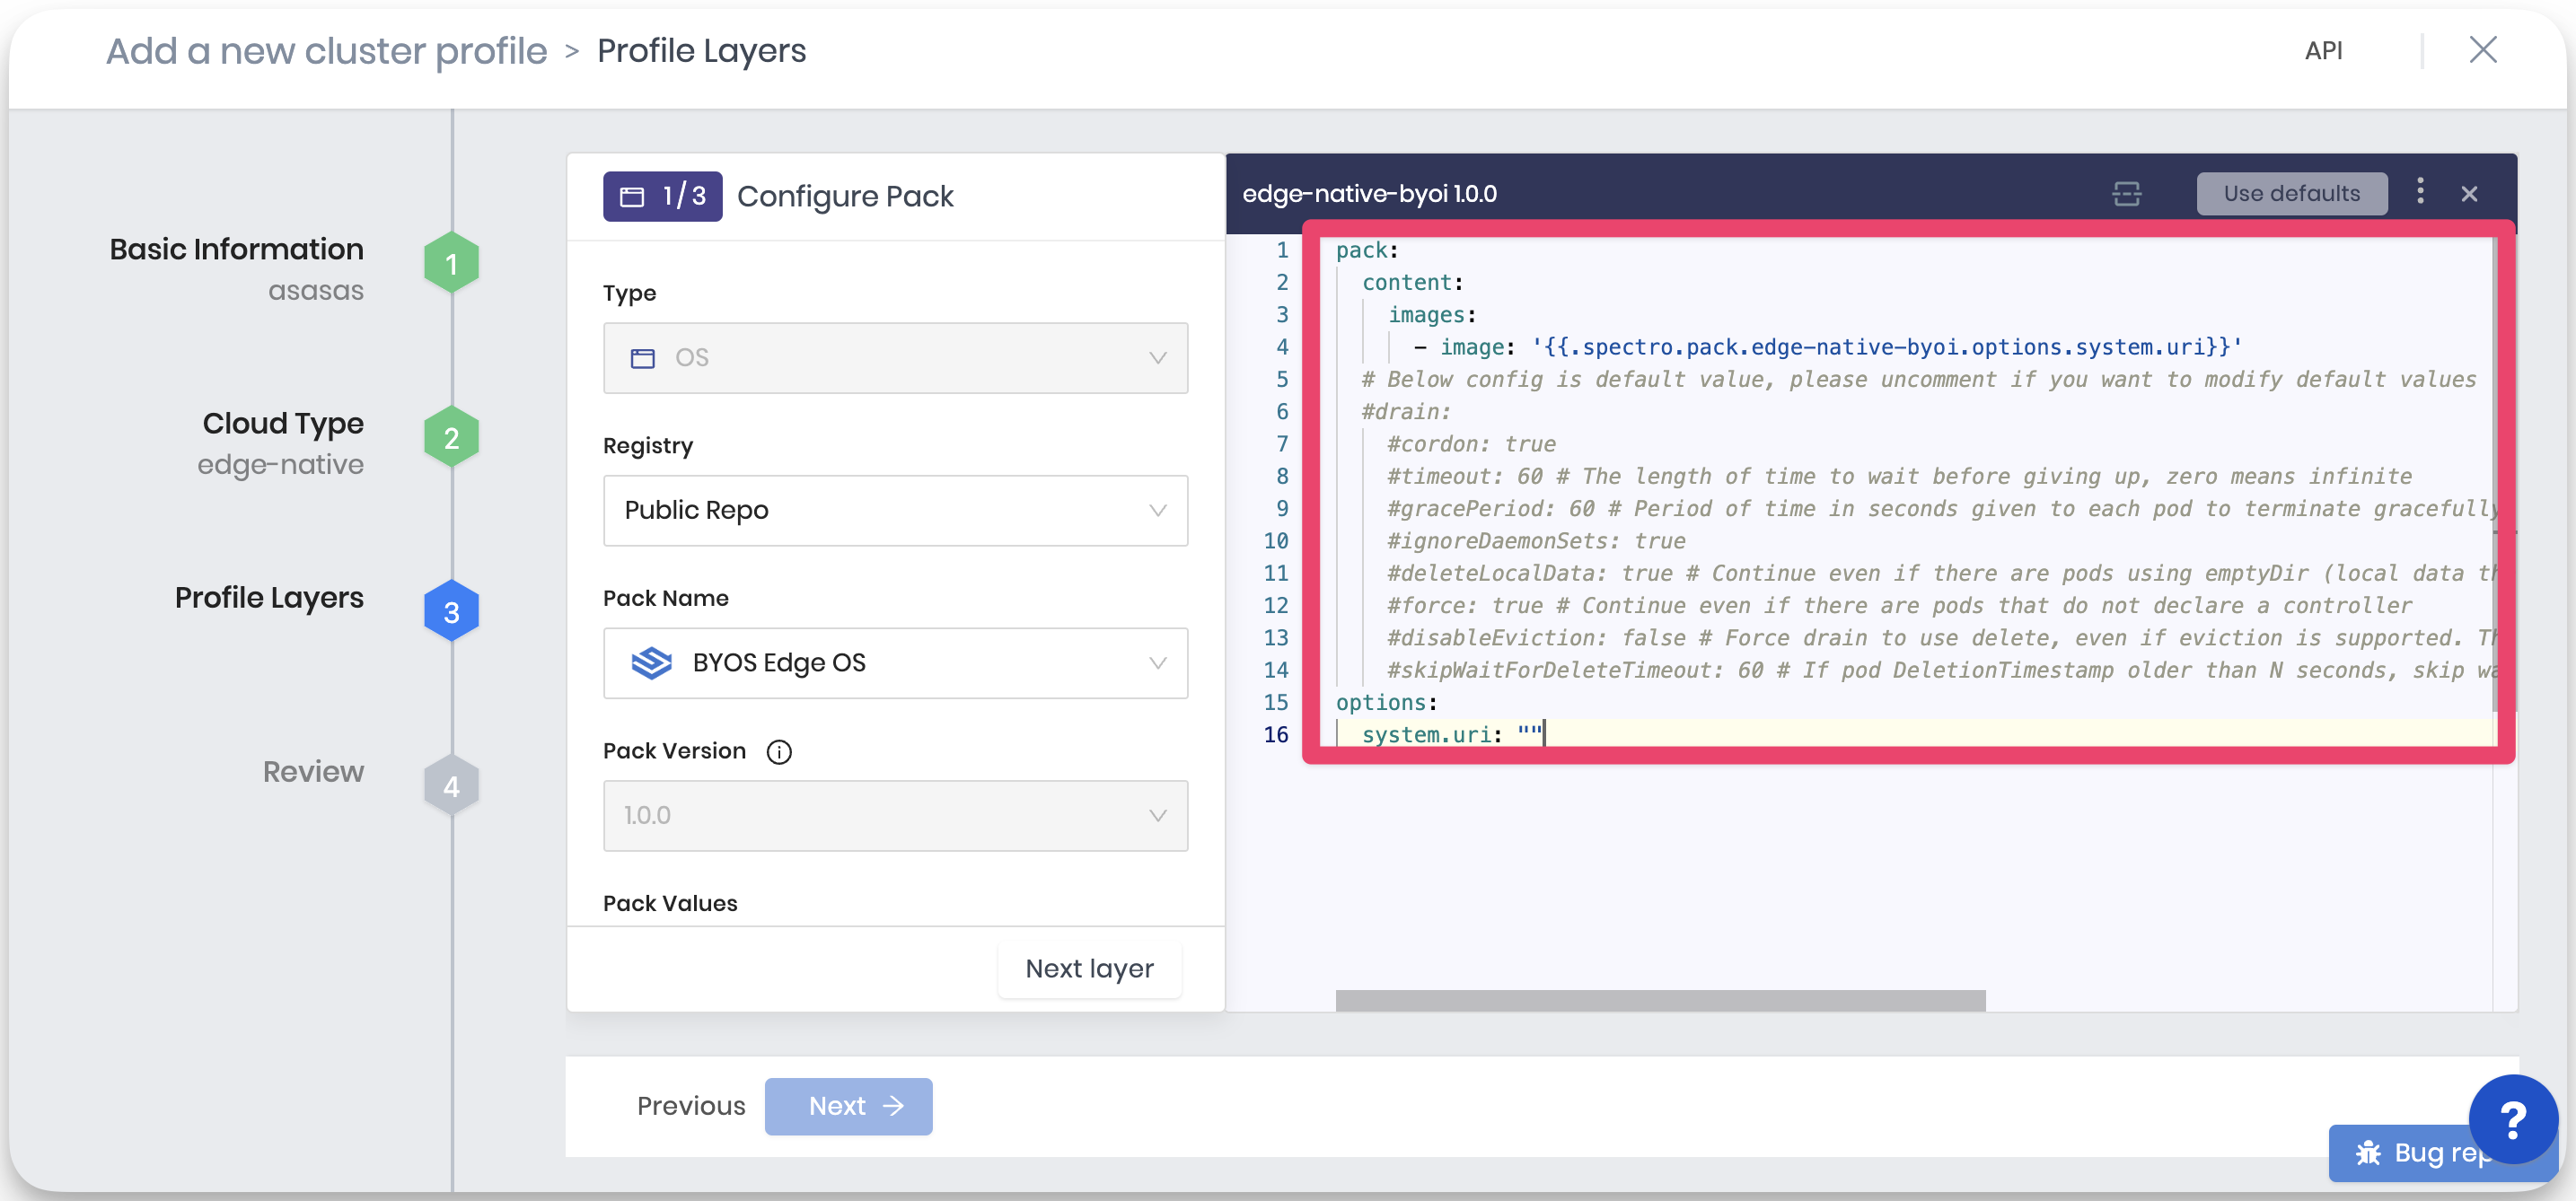 Add a new cluster profile > Profile Layers
API
Basic Information
asasas
1
Cloud Type
edge-native
2
Profile Layers
3
Review
4
1/3 Configure Pack
Type
OS
Registry
Public Repo
Pack Name
BYOS Edge OS
Pack Version
1.0.0
Pack Values
Next layer
edge-native-byoi 1.0.0
Use defaults
1 pack:
2 content:
3 images:
4 - image: '{{.spectro.pack.edge-native-byoi.options.system.uri}}'
5 # Below config is default value, please uncomment if you want to modify default values
6 #drain:
7 #cordon: true
8 #timeout: 60 # The length of time to wait before giving up, zero means infinite
9 #gracePeriod: 60 # Period of time in seconds given to each pod to terminate gracefully
10 #ignoreDaemonSets: true
11 #deleteLocalData: true # Continue even if there are pods using emptyDir (local data
12 #force: true # Continue even if there are pods that do not declare a controller
13 #disableEviction: false # Force drain to use delete, even if eviction is supported.
14 #skipWaitForDeleteTimeout: 60 # If pod DeletionTimestamp older than N seconds, skip
15 options:
16 system.uri: ""
Previous
Next
?
Bug